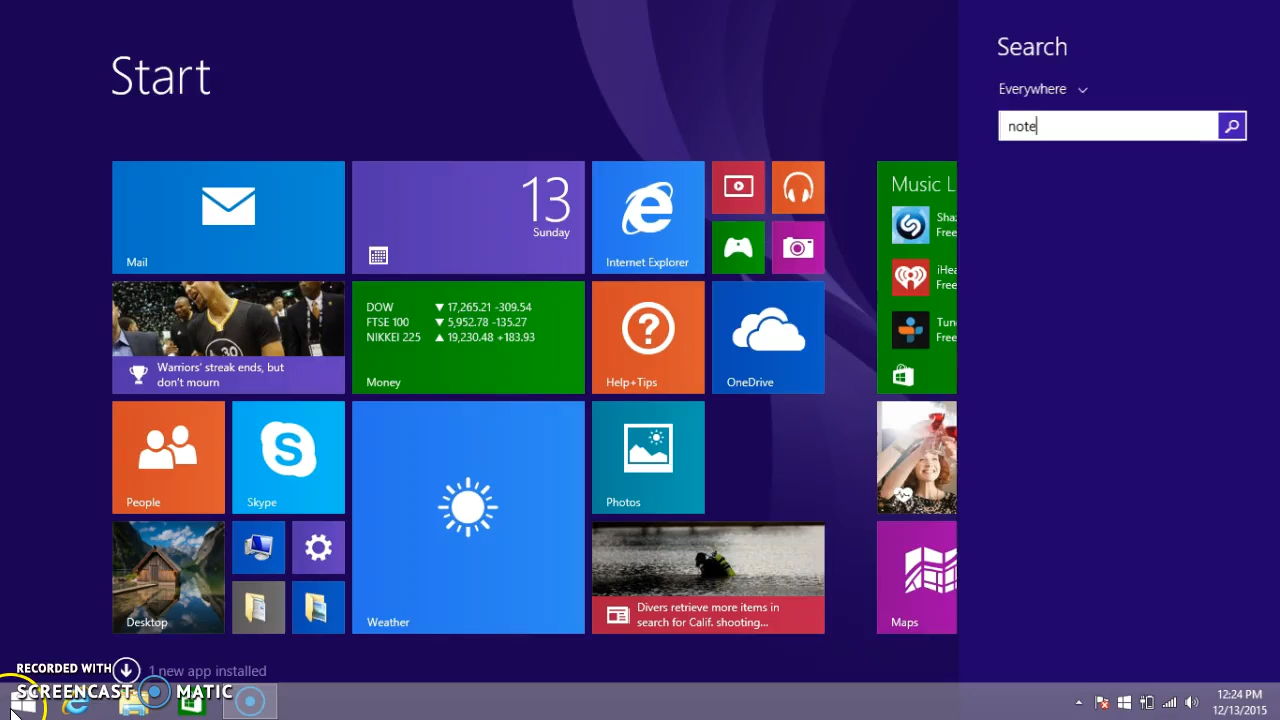 Start
Search
Everywhere
note
Mail
13
Sunday
Internet Explorer
Music L
Sha
Free
iHea
Free
Tune
Free
Warriors' streak ends, but
don't mourn
DOW ▼ 17,265.21 -309.54
FTSE 100 ▼ 5,952.78 -135.27
NIKKEI 225 ▲ 19,230.48 +183.93
Money
Help+Tips
OneDrive
People
Skype
Weather
Photos
Desktop
Divers retrieve more items in
search for Calif. shooting...
Maps
1 new app installed
RECORDED WITH
SCREENCAST MATIC
12:24 PM
12/13/2015